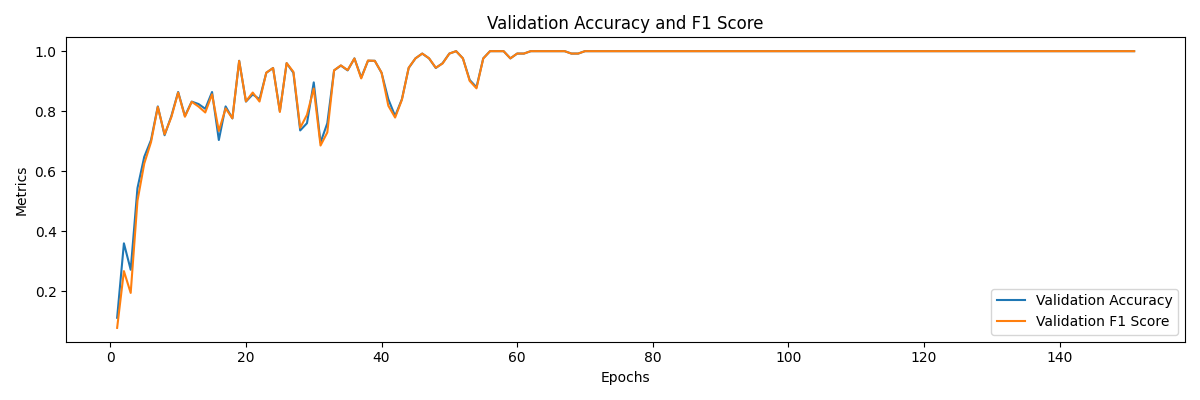 Validation Accuracy and F1 Score
1.0
0.8
0.6
0.4
0.2
Metrics
0 20 40 60 80 100 120 140
Epochs
Validation Accuracy
Validation F1 Score